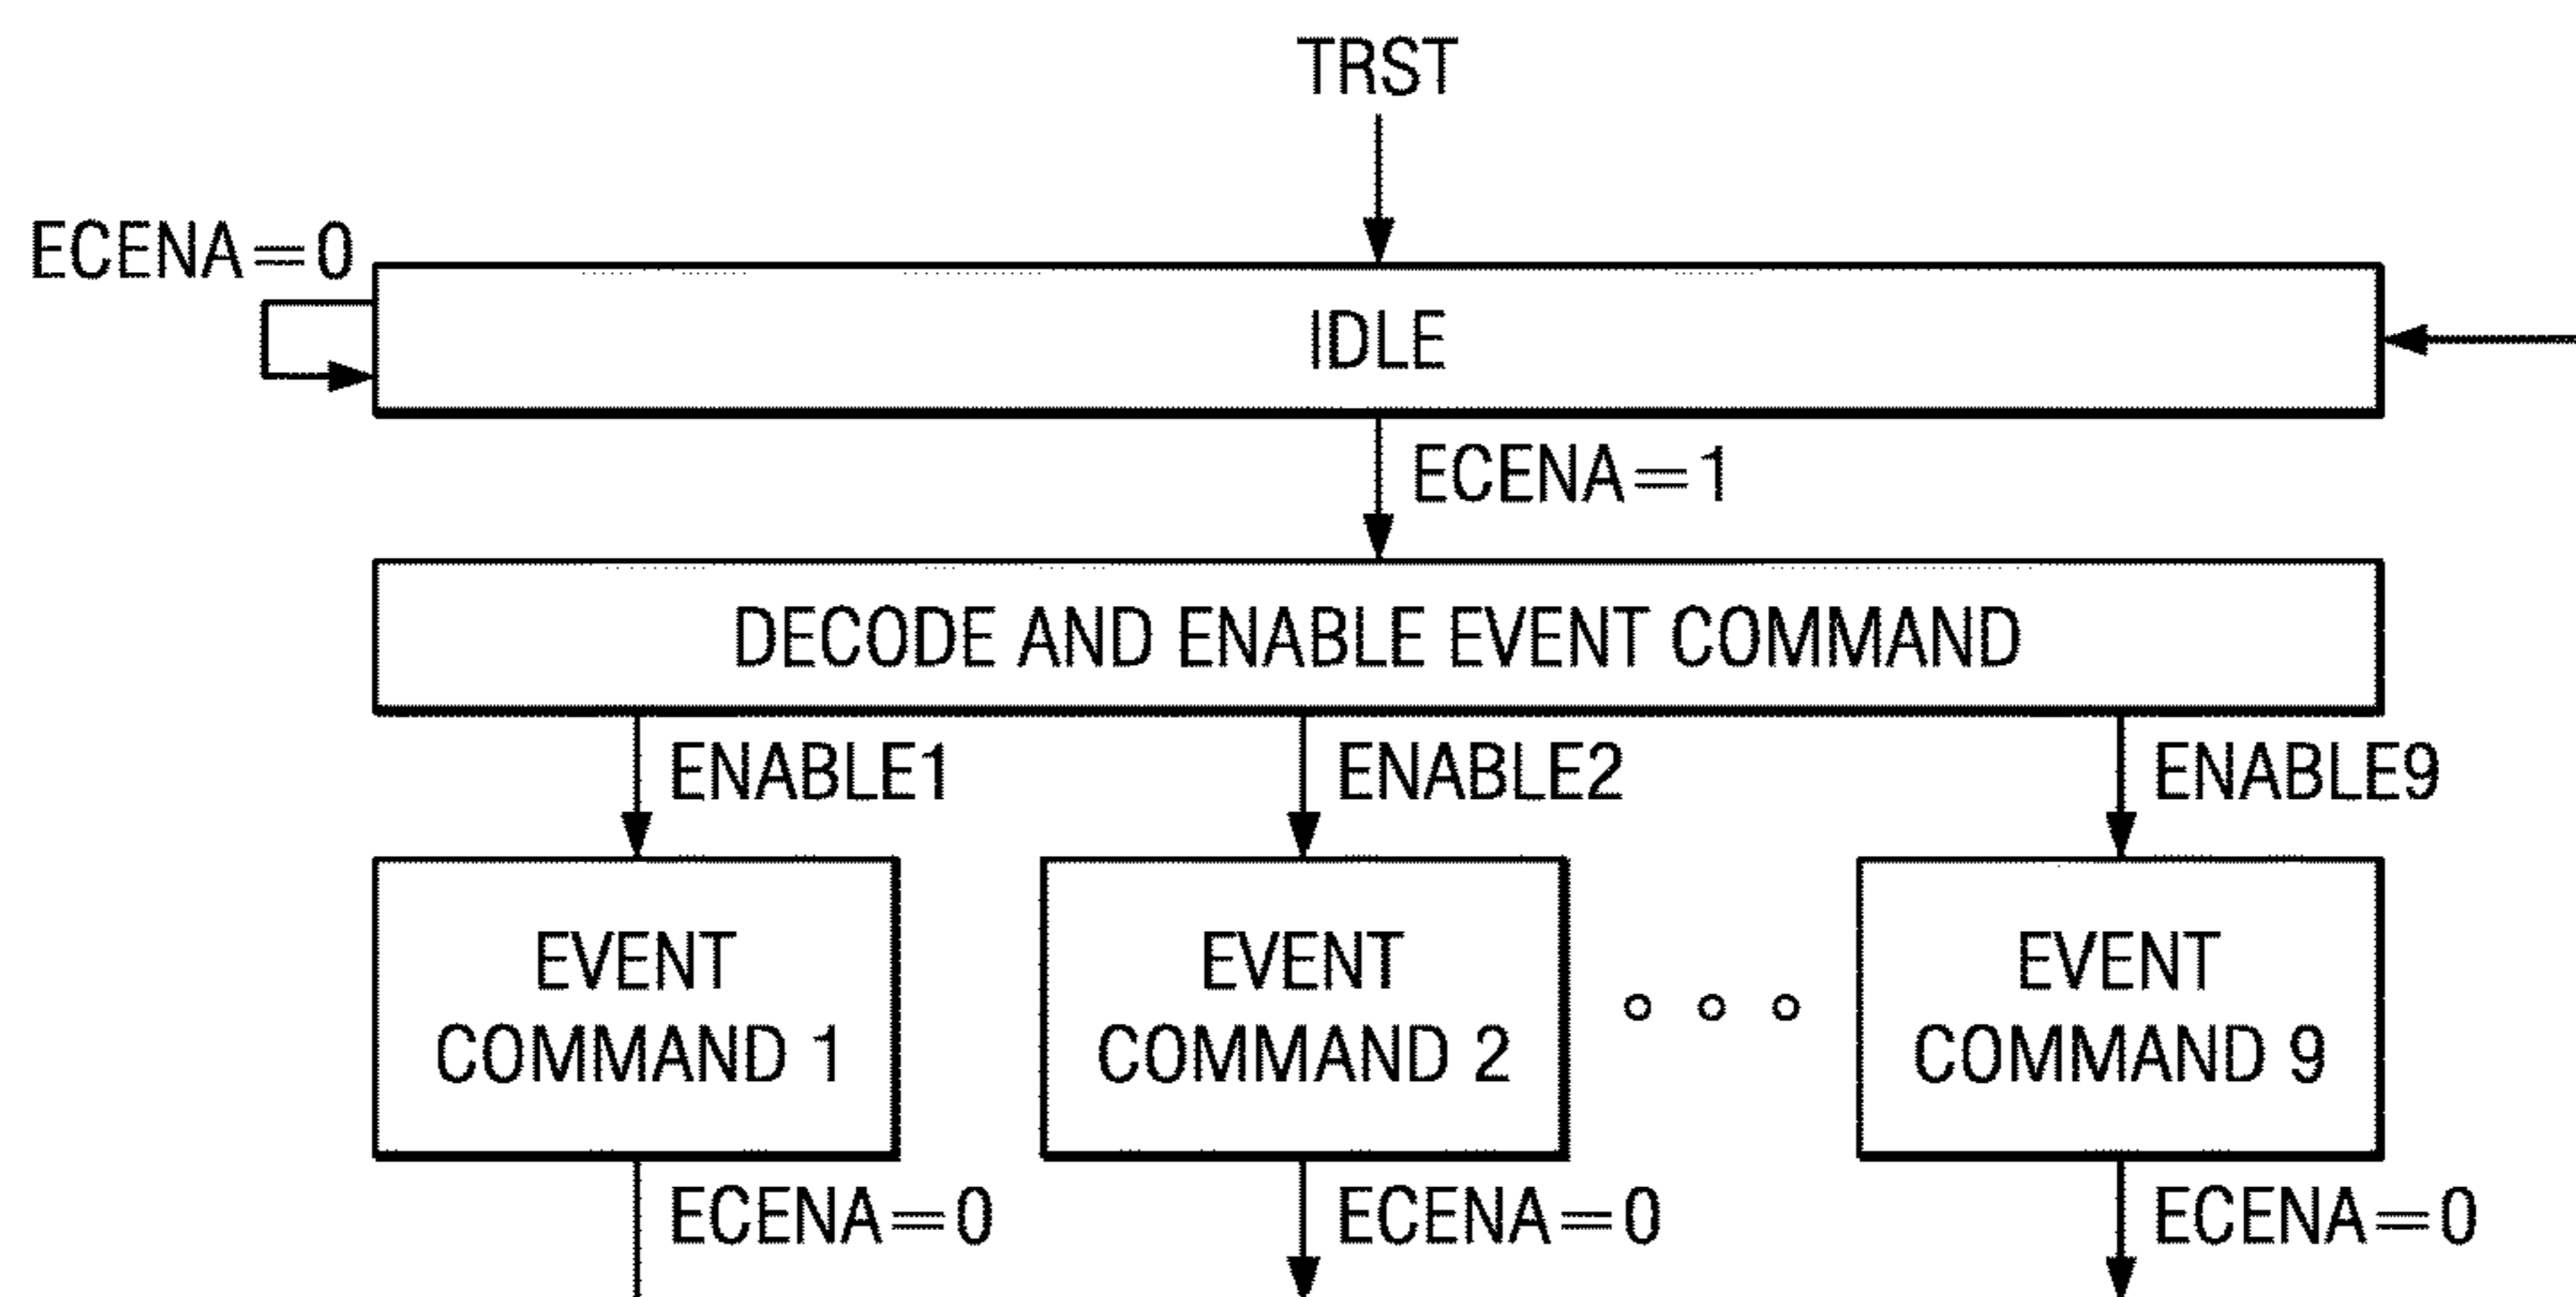 TRST
ECENA=0
IDLE
ECENA=1
DECODE AND ENABLE EVENT COMMAND
ENABLE1
ENABLE2
ENABLE9
EVENT
COMMAND 1
EVENT
COMMAND 2
EVENT
COMMAND 9
ECENA=0
ECENA=0
ECENA=0